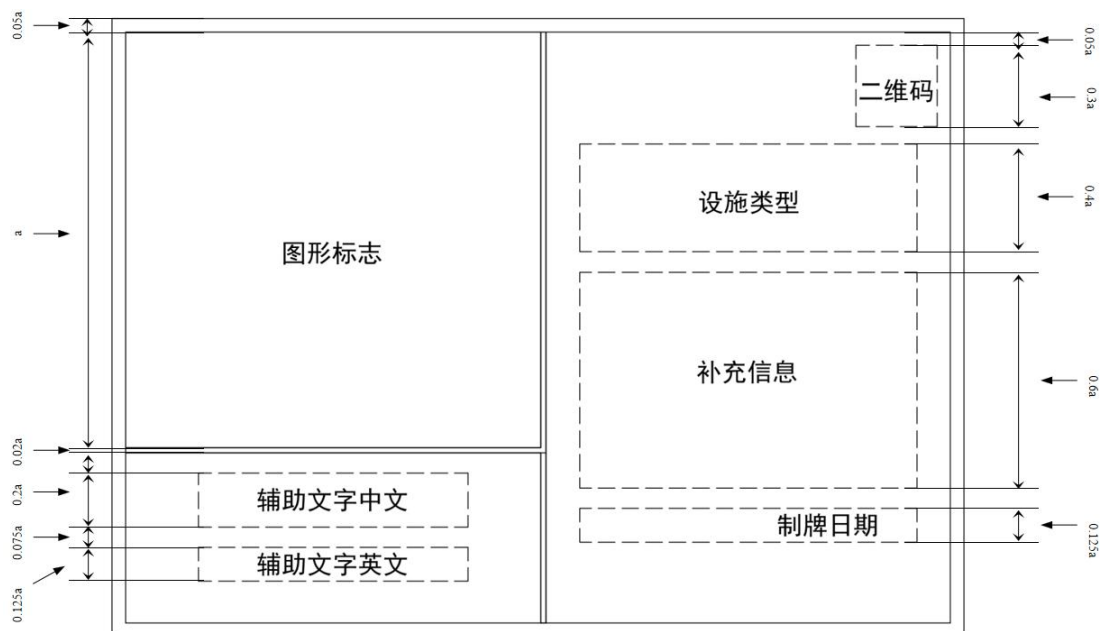 0.05a
a
0.02a
0.2a
0.075a
0.125a
图形标志
辅助文字中文
辅助文字英文
二维码
设施类型
补充信息
制牌日期
0.05a
0.3a
0.4a
0.6a
0.125a